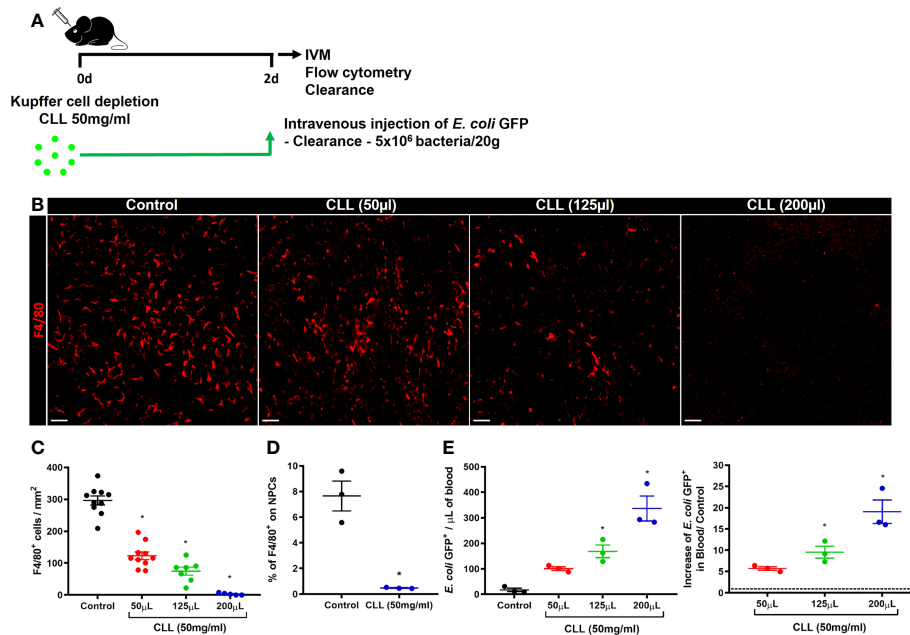 A
0d
2d
IVM
Flow cytometry
Clearance
Kupffer cell depletion
CLL 50mg/ml
Intravenous injection of E. coli GFP
- Clearance - 5x10⁶ bacteria/20g
B
Control
CLL (50µl)
CLL (125µl)
CLL (200µl)
F4/80
C
F4/80⁺ cells / mm²
400
300
200
100
0
*
*
*
Control
50µL
125µL
200µL
CLL (50mg/ml)
D
% of F4/80⁺ on NPCs
10
8
6
4
2
0
*
Control
CLL (50mg/ml)
E
E. coli GFP⁺ / µL of blood
500
400
300
200
100
0
*
*
Control
50µL
125µL
200µL
CLL (50mg/ml)
Increase of E. coli GFP⁺
in Blood/ Control
30
25
20
15
10
5
0
*
*
50µL
125µL
200µL
CLL (50mg/ml)